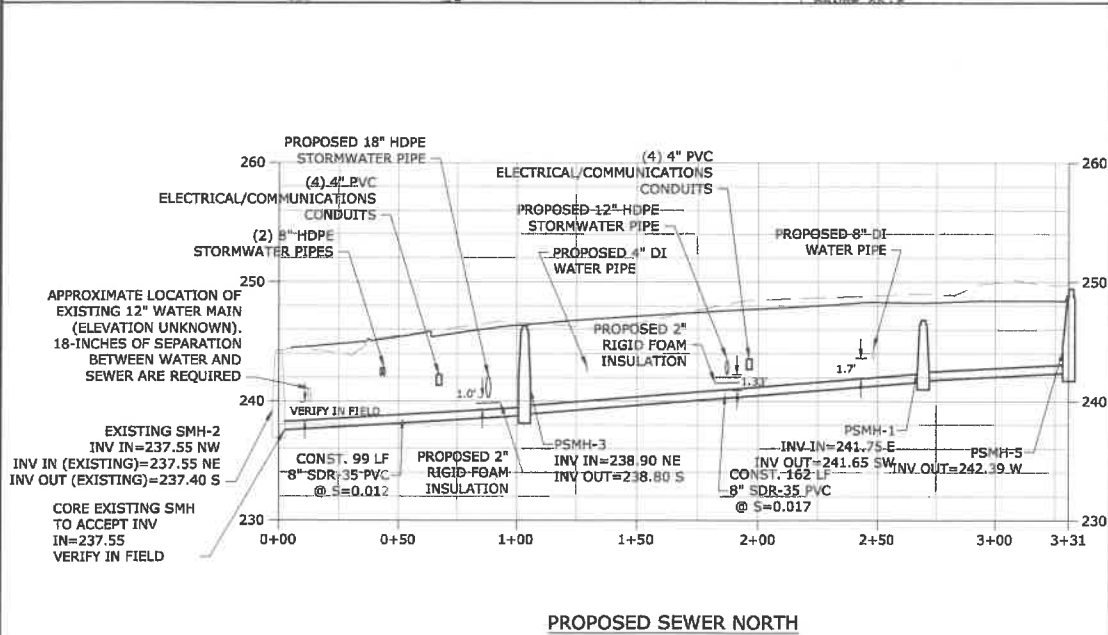 PROPOSED 18" HDPE
STORMWATER PIPE
(4) 4" PVC
ELECTRICAL/COMMUNICATIONS
CONDUITS
(2) 8" HDPE
STORMWATER PIPES
APPROXIMATE LOCATION OF
EXISTING 12" WATER MAIN
(ELEVATION UNKNOWN).
18-INCHES OF SEPARATION
BETWEEN WATER AND
SEWER ARE REQUIRED
(4) 4" PVC
ELECTRICAL/COMMUNICATIONS
CONDUITS
PROPOSED 12" HDPE
STORMWATER PIPE
PROPOSED 4" DI
WATER PIPE
PROPOSED 8" DI
WATER PIPE
PROPOSED 2"
RIGID FOAM
INSULATION
1.33'
1.7'
1.0'
VERIFY IN FIELD
260
250
240
230
260
250
240
230
EXISTING SMH-2
INV IN=237.55 NW
INV IN (EXISTING)=237.55 NE
INV OUT (EXISTING)=237.40 S
CORE EXISTING SMH
TO ACCEPT INV
IN=237.55
VERIFY IN FIELD
CONST. 99 LF
8" SDR-35 PVC
@ S=0.012
PROPOSED 2"
RIGID FOAM
INSULATION
PSMH-3
INV IN=238.90 NE
INV OUT=238.80 S
CONST. 162 LF
8" SDR-35 PVC
@ S=0.017
PSMH-1
INV IN=241.75 E
INV OUT=241.65 SW
PSMH-5
INV OUT=242.39 W
0+00
0+50
1+00
1+50
2+00
2+50
3+00
3+31
PROPOSED SEWER NORTH